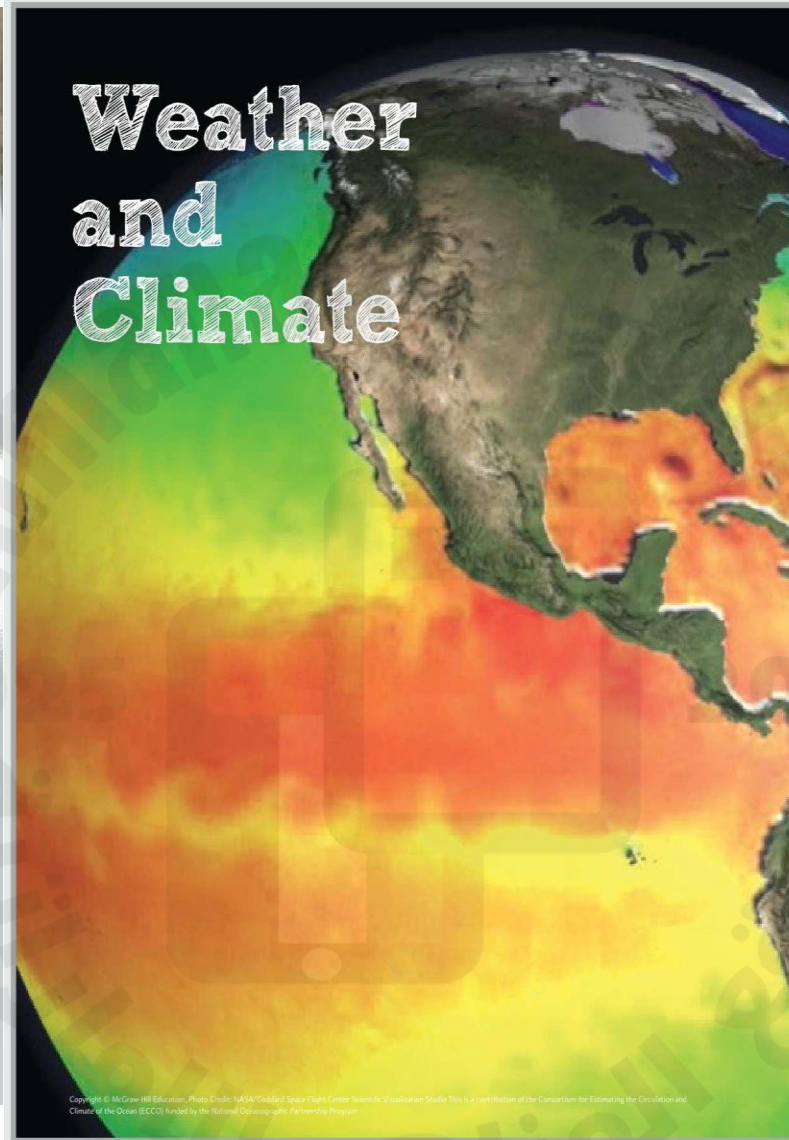 Weather
and
Climate
Copyright © McGraw-Hill Education, Photo Credit: NASA/Goddard Space Flight Center Scientific Visualization Studio This is a contribution of the Consortium for Estimating the Circulation and
Climate of the Ocean (ECCO) funded by the National Oceanographic Partnership Program